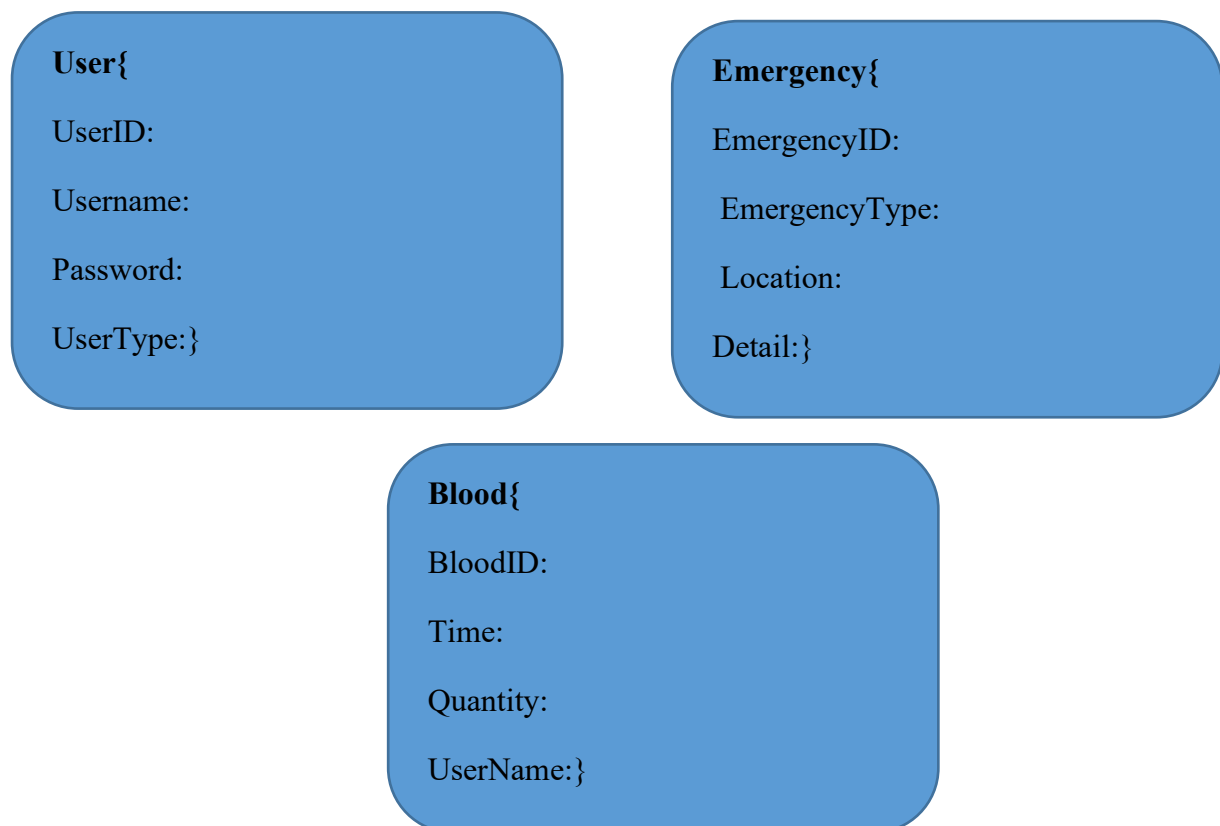 User{
UserID:
Username:
Password:
UserType:}
Emergency{
EmergencyID:
EmergencyType:
Location:
Detail:}
Blood{
BloodID:
Time:
Quantity:
UserName:}